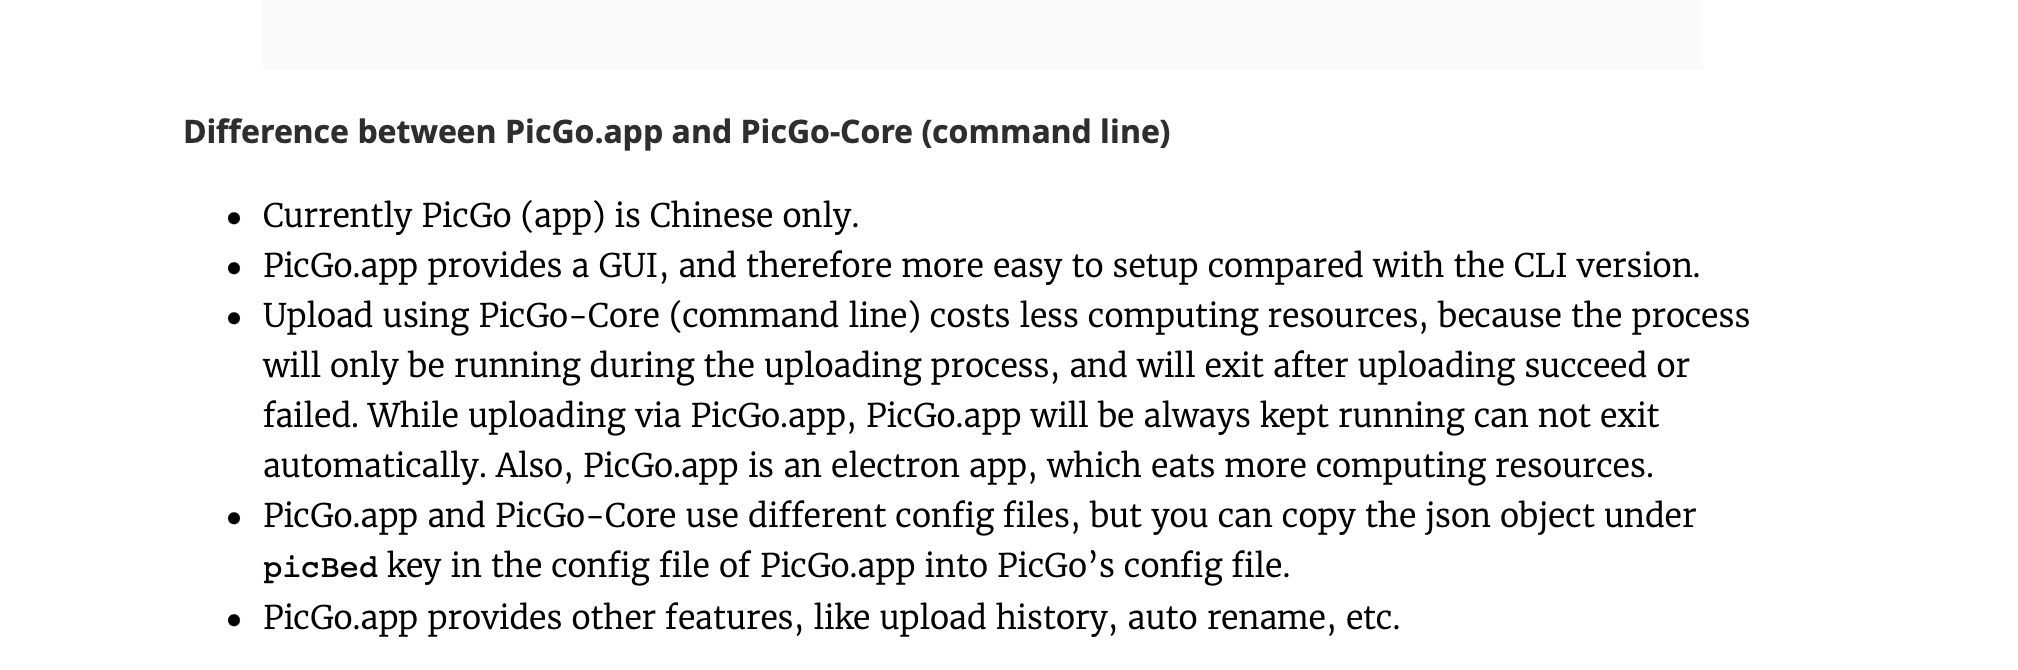 Difference between PicGo.app and PicGo-Core (command line)
• Currently PicGo (app) is Chinese only.
• PicGo.app provides a GUI, and therefore more easy to setup compared with the CLI version.
• Upload using PicGo-Core (command line) costs less computing resources, because the process
will only be running during the uploading process, and will exit after uploading succeed or
failed. While uploading via PicGo.app, PicGo.app will be always kept running can not exit
automatically. Also, PicGo.app is an electron app, which eats more computing resources.
• PicGo.app and PicGo-Core use different config files, but you can copy the json object under
picBed key in the config file of PicGo.app into PicGo’s config file.
• PicGo.app provides other features, like upload history, auto rename, etc.